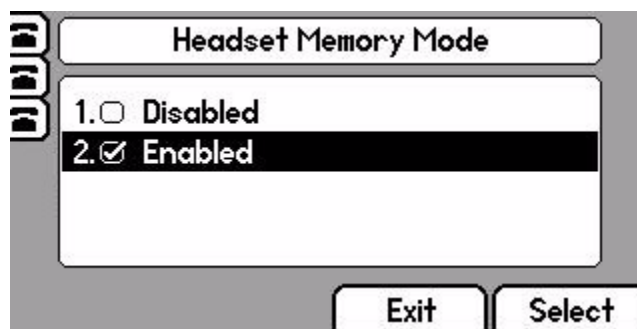 Headset Memory Mode
1. Disabled
2. Enabled
Exit Select